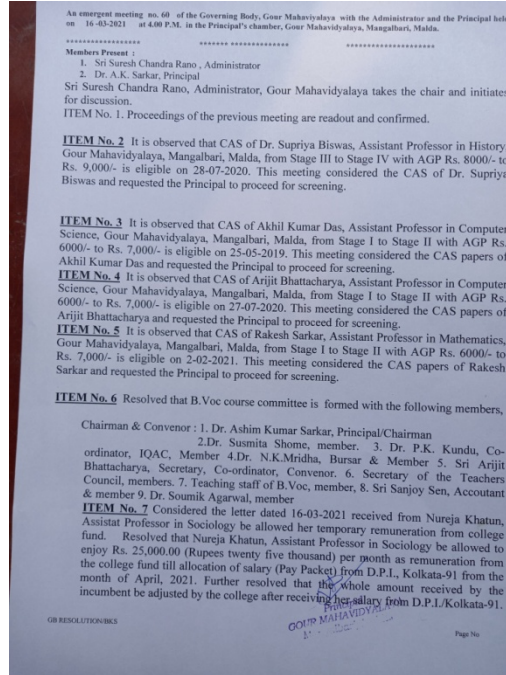 An emergent meeting no. 60 of the Governing Body, Gour Mahaviyalaya with the Administrator and the Principal held
on 16 -03-2021 at 4.00 P.M. in the Principal's chamber, Gour Mahavidyalaya, Mangalbari, Malda.
****************** ******* *************** *********************
Members Present :
1. Sri Suresh Chandra Rano , Administrator
2. Dr. A.K. Sarkar, Principal
Sri Suresh Chandra Rano, Administrator, Gour Mahavidyalaya takes the chair and initiates
for discussion.
ITEM No. 1. Proceedings of the previous meeting are readout and confirmed.
ITEM No. 2 It is observed that CAS of Dr. Supriya Biswas, Assistant Professor in History
Gour Mahavidyalaya, Mangalbari, Malda, from Stage III to Stage IV with AGP Rs. 8000/- to
Rs. 9,000/- is eligible on 28-07-2020. This meeting considered the CAS of Dr. Supriya
Biswas and requested the Principal to proceed for screening.
ITEM No. 3 It is observed that CAS of Akhil Kumar Das, Assistant Professor in Computer
Science, Gour Mahavidyalaya, Mangalbari, Malda, from Stage I to Stage II with AGP Rs.
6000/- to Rs. 7,000/- is eligible on 25-05-2019. This meeting considered the CAS papers of
Akhil Kumar Das and requested the Principal to proceed for screening.
ITEM No. 4 It is observed that CAS of Arijit Bhattacharya, Assistant Professor in Computer
Science, Gour Mahavidyalaya, Mangalbari, Malda, from Stage I to Stage II with AGP Rs.
6000/- to Rs. 7,000/- is eligible on 27-07-2020. This meeting considered the CAS papers of
Arijit Bhattacharya and requested the Principal to proceed for screening.
ITEM No. 5 It is observed that CAS of Rakesh Sarkar, Assistant Professor in Mathematics,
Gour Mahavidyalaya, Mangalbari, Malda, from Stage I to Stage II with AGP Rs. 6000/- to
Rs. 7,000/- is eligible on 2-02-2021. This meeting considered the CAS papers of Rakesh
Sarkar and requested the Principal to proceed for screening.
ITEM No. 6 Resolved that B.Voc course committee is formed with the following members,
Chairman & Convenor : 1. Dr. Ashim Kumar Sarkar, Principal/Chairman
2.Dr. Susmita Shome, member. 3. Dr. P.K. Kundu, Co-
ordinator, IQAC, Member 4.Dr. N.K.Mridha, Bursar & Member 5. Sri Arijit
Bhattacharya, Secretary, Co-ordinator, Convenor. 6. Secretary of the Teachers
Council, members. 7. Teaching staff of B.Voc, member, 8. Sri Sanjoy Sen, Accoutant
& member 9. Dr. Soumik Agarwal, member
ITEM No. 7 Considered the letter dated 16-03-2021 received from Nureja Khatun,
Assistat Professor in Sociology be allowed her temporary remuneration from college
fund. Resolved that Nureja Khatun, Assistant Professor in Sociology be allowed to
enjoy Rs. 25,000.00 (Rupees twenty five thousand) per month as remuneration from
the college fund till allocation of salary (Pay Packet) from D.P.I., Kolkata-91 from the
month of April, 2021. Further resolved that the whole amount received by the
incumbent be adjusted by the college after receiving her salary from D.P.I./Kolkata-91.
Principal
GOUR MAHAVIDYALAYA
GB RESOLUTION/BKS
Page No